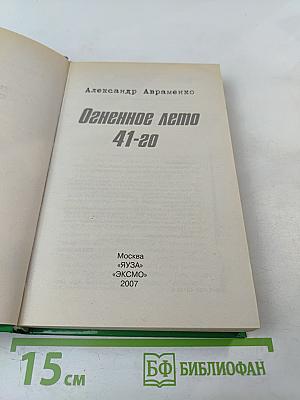 Александр Авраменко
Огненное лето
41-го
Москва
«ЯУЗА»
«ЭКСМО»
2007
15 см
БФ БИБЛИОФАН